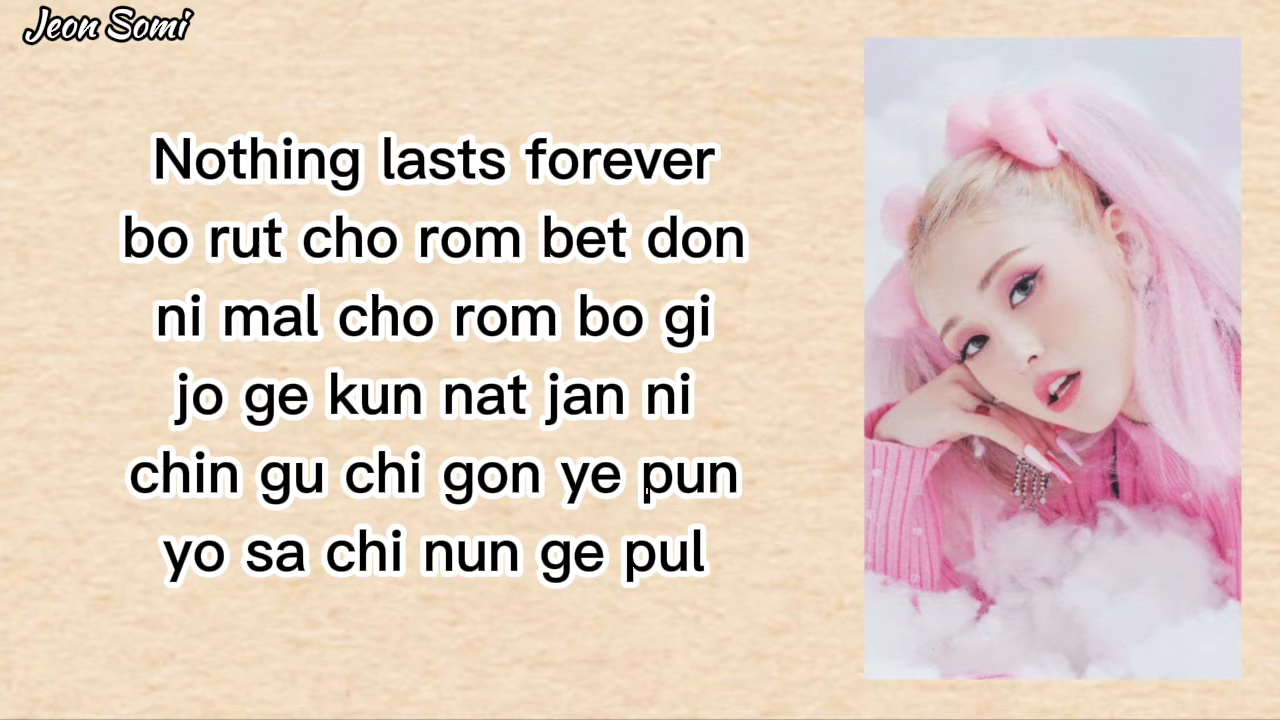 Jeon Somi
Nothing lasts forever
bo rut cho rom bet don
ni mal cho rom bo gi
jo ge kun nat jan ni
chin gu chi gon ye pun
yo sa chi nun ge pul